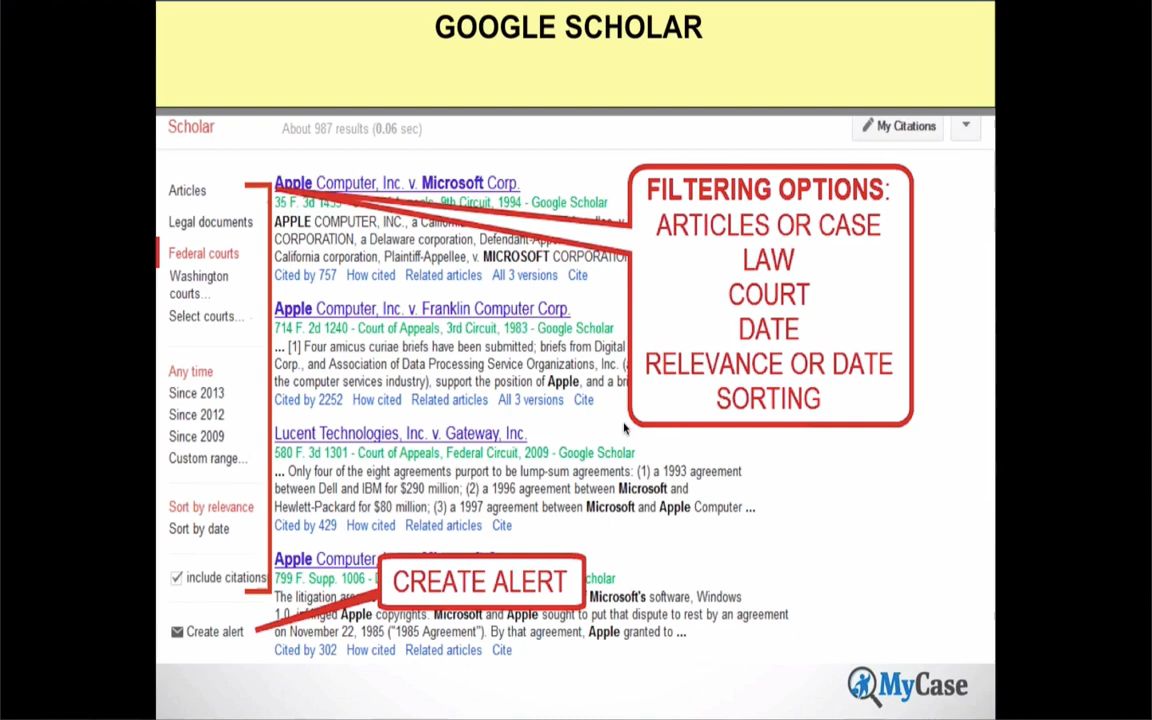 GOOGLE SCHOLAR
Scholar
About 987 results (0.06 sec)
My Citations
Articles
Legal documents
Federal courts
Washington
courts...
Select courts...
Any time
Since 2013
Since 2012
Since 2009
Custom range...
Sort by relevance
Sort by date
include citations
Create alert
Apple Computer, Inc. v. Microsoft Corp.
35 F. 3d 1435 - Court of Appeals, 9th Circuit, 1994 - Google Scholar
APPLE COMPUTER, INC., a
CORPORATION, a Delaware corporation,
California corporation, Plaintiff-Appellee, v. MICROSOFT
Cited by 757 How cited Related articles All 3 versions Cite
Apple Computer, Inc. v. Franklin Computer Corp.
714 F. 2d 1240 - Court of Appeals, 3rd Circuit, 1983 - Google Scholar
... [1] Four amicus curiae briefs have been submitted; briefs from Digital
Corp., and Association of Data Processing Service Organizations, Inc.
the computer services industry), support the position of Apple, and a
Cited by 2252 How cited Related articles All 3 versions Cite
Lucent Technologies, Inc. v. Gateway, Inc.
580 F. 3d 1301 - Court of Appeals, Federal Circuit, 2009 - Google Scholar
... Only four of the eight agreements purport to be lump-sum agreements: (1) a 1993 agreement
between Dell and IBM for $290 million; (2) a 1996 agreement between Microsoft and
Hewlett-Packard for $80 million; (3) a 1997 agreement between Microsoft and Apple Computer ...
Cited by 429 How cited Related articles Cite
Apple Computer,
799 F. Supp. 1006 -
The litigation Microsoft's software, Windows
1.0, Apple copyrights. Microsoft and Apple sought to put that dispute to rest by an agreement
on November 22, 1985 ("1985 Agreement"). By that agreement, Apple granted to ...
Cited by 302 How cited Related articles Cite
FILTERING OPTIONS:
ARTICLES OR CASE
LAW
COURT
DATE
RELEVANCE OR DATE
SORTING
CREATE ALERT
MyCase